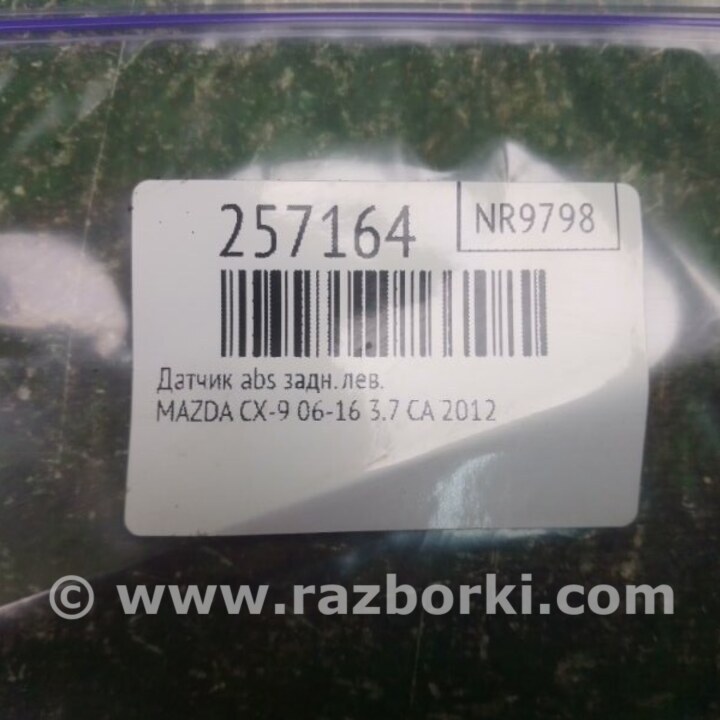 257164
NR9798
Датчик abs задн.лев.
MAZDA CX-9 06-16 3.7 CA 2012
© www.razborki.com